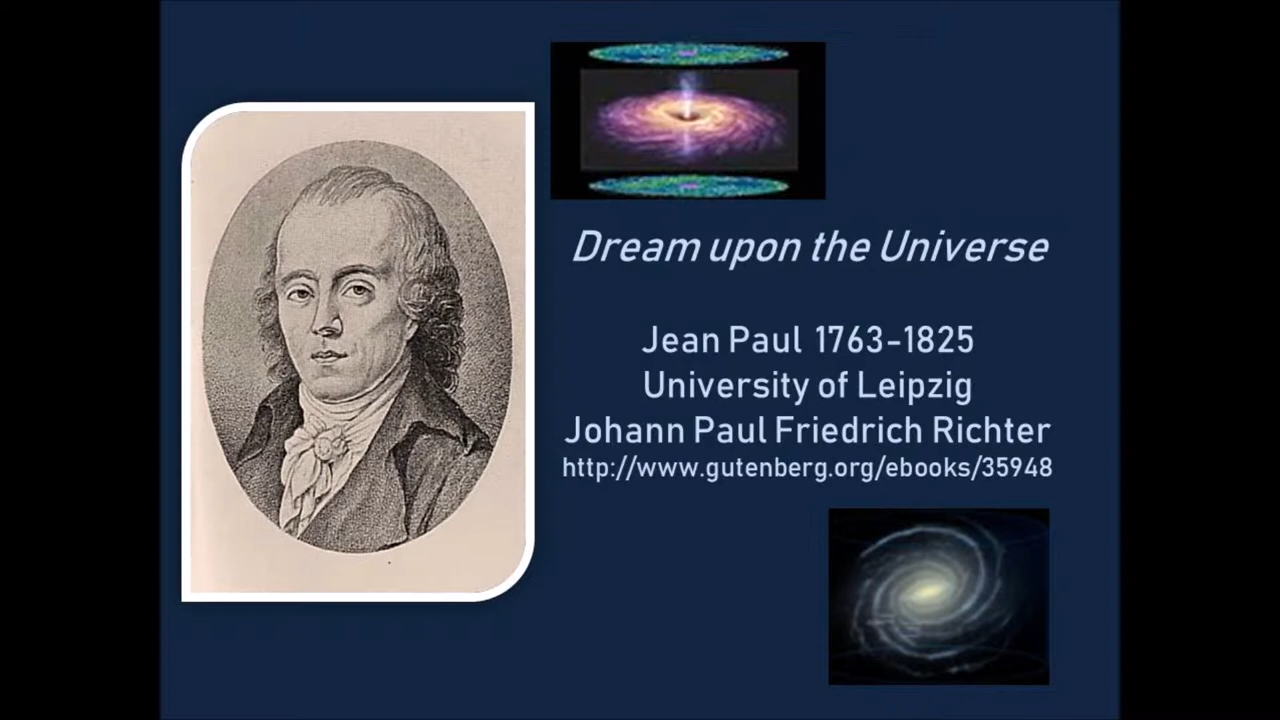 Dream upon the Universe
Jean Paul 1763-1825
University of Leipzig
Johann Paul Friedrich Richter
http://www.gutenberg.org/ebooks/35948